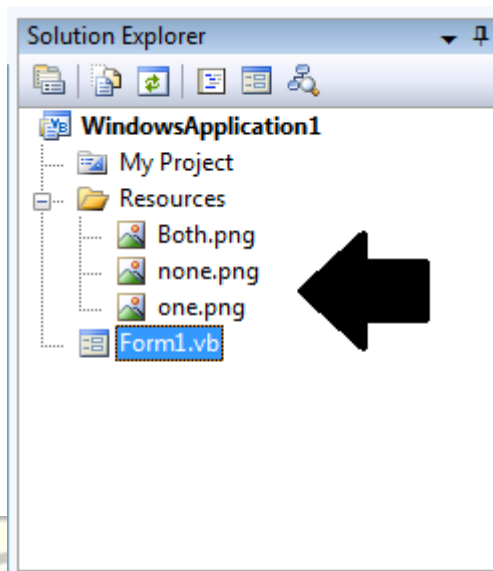 Solution Explorer
WindowsApplication1
My Project
Resources
Both.png
none.png
one.png
Form1.vb